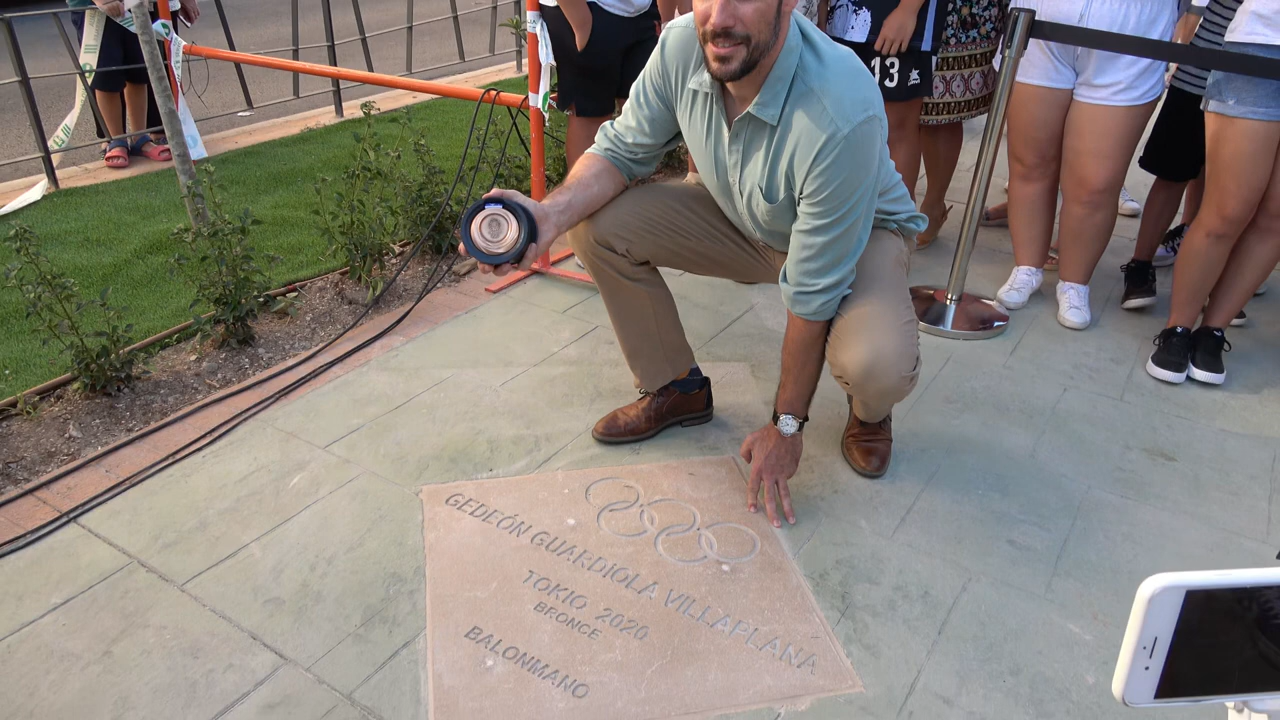 GEDEÓN GUARDIOLA VILLAPLANA
TOKIO 2020
BRONCE
BALONMANO
13